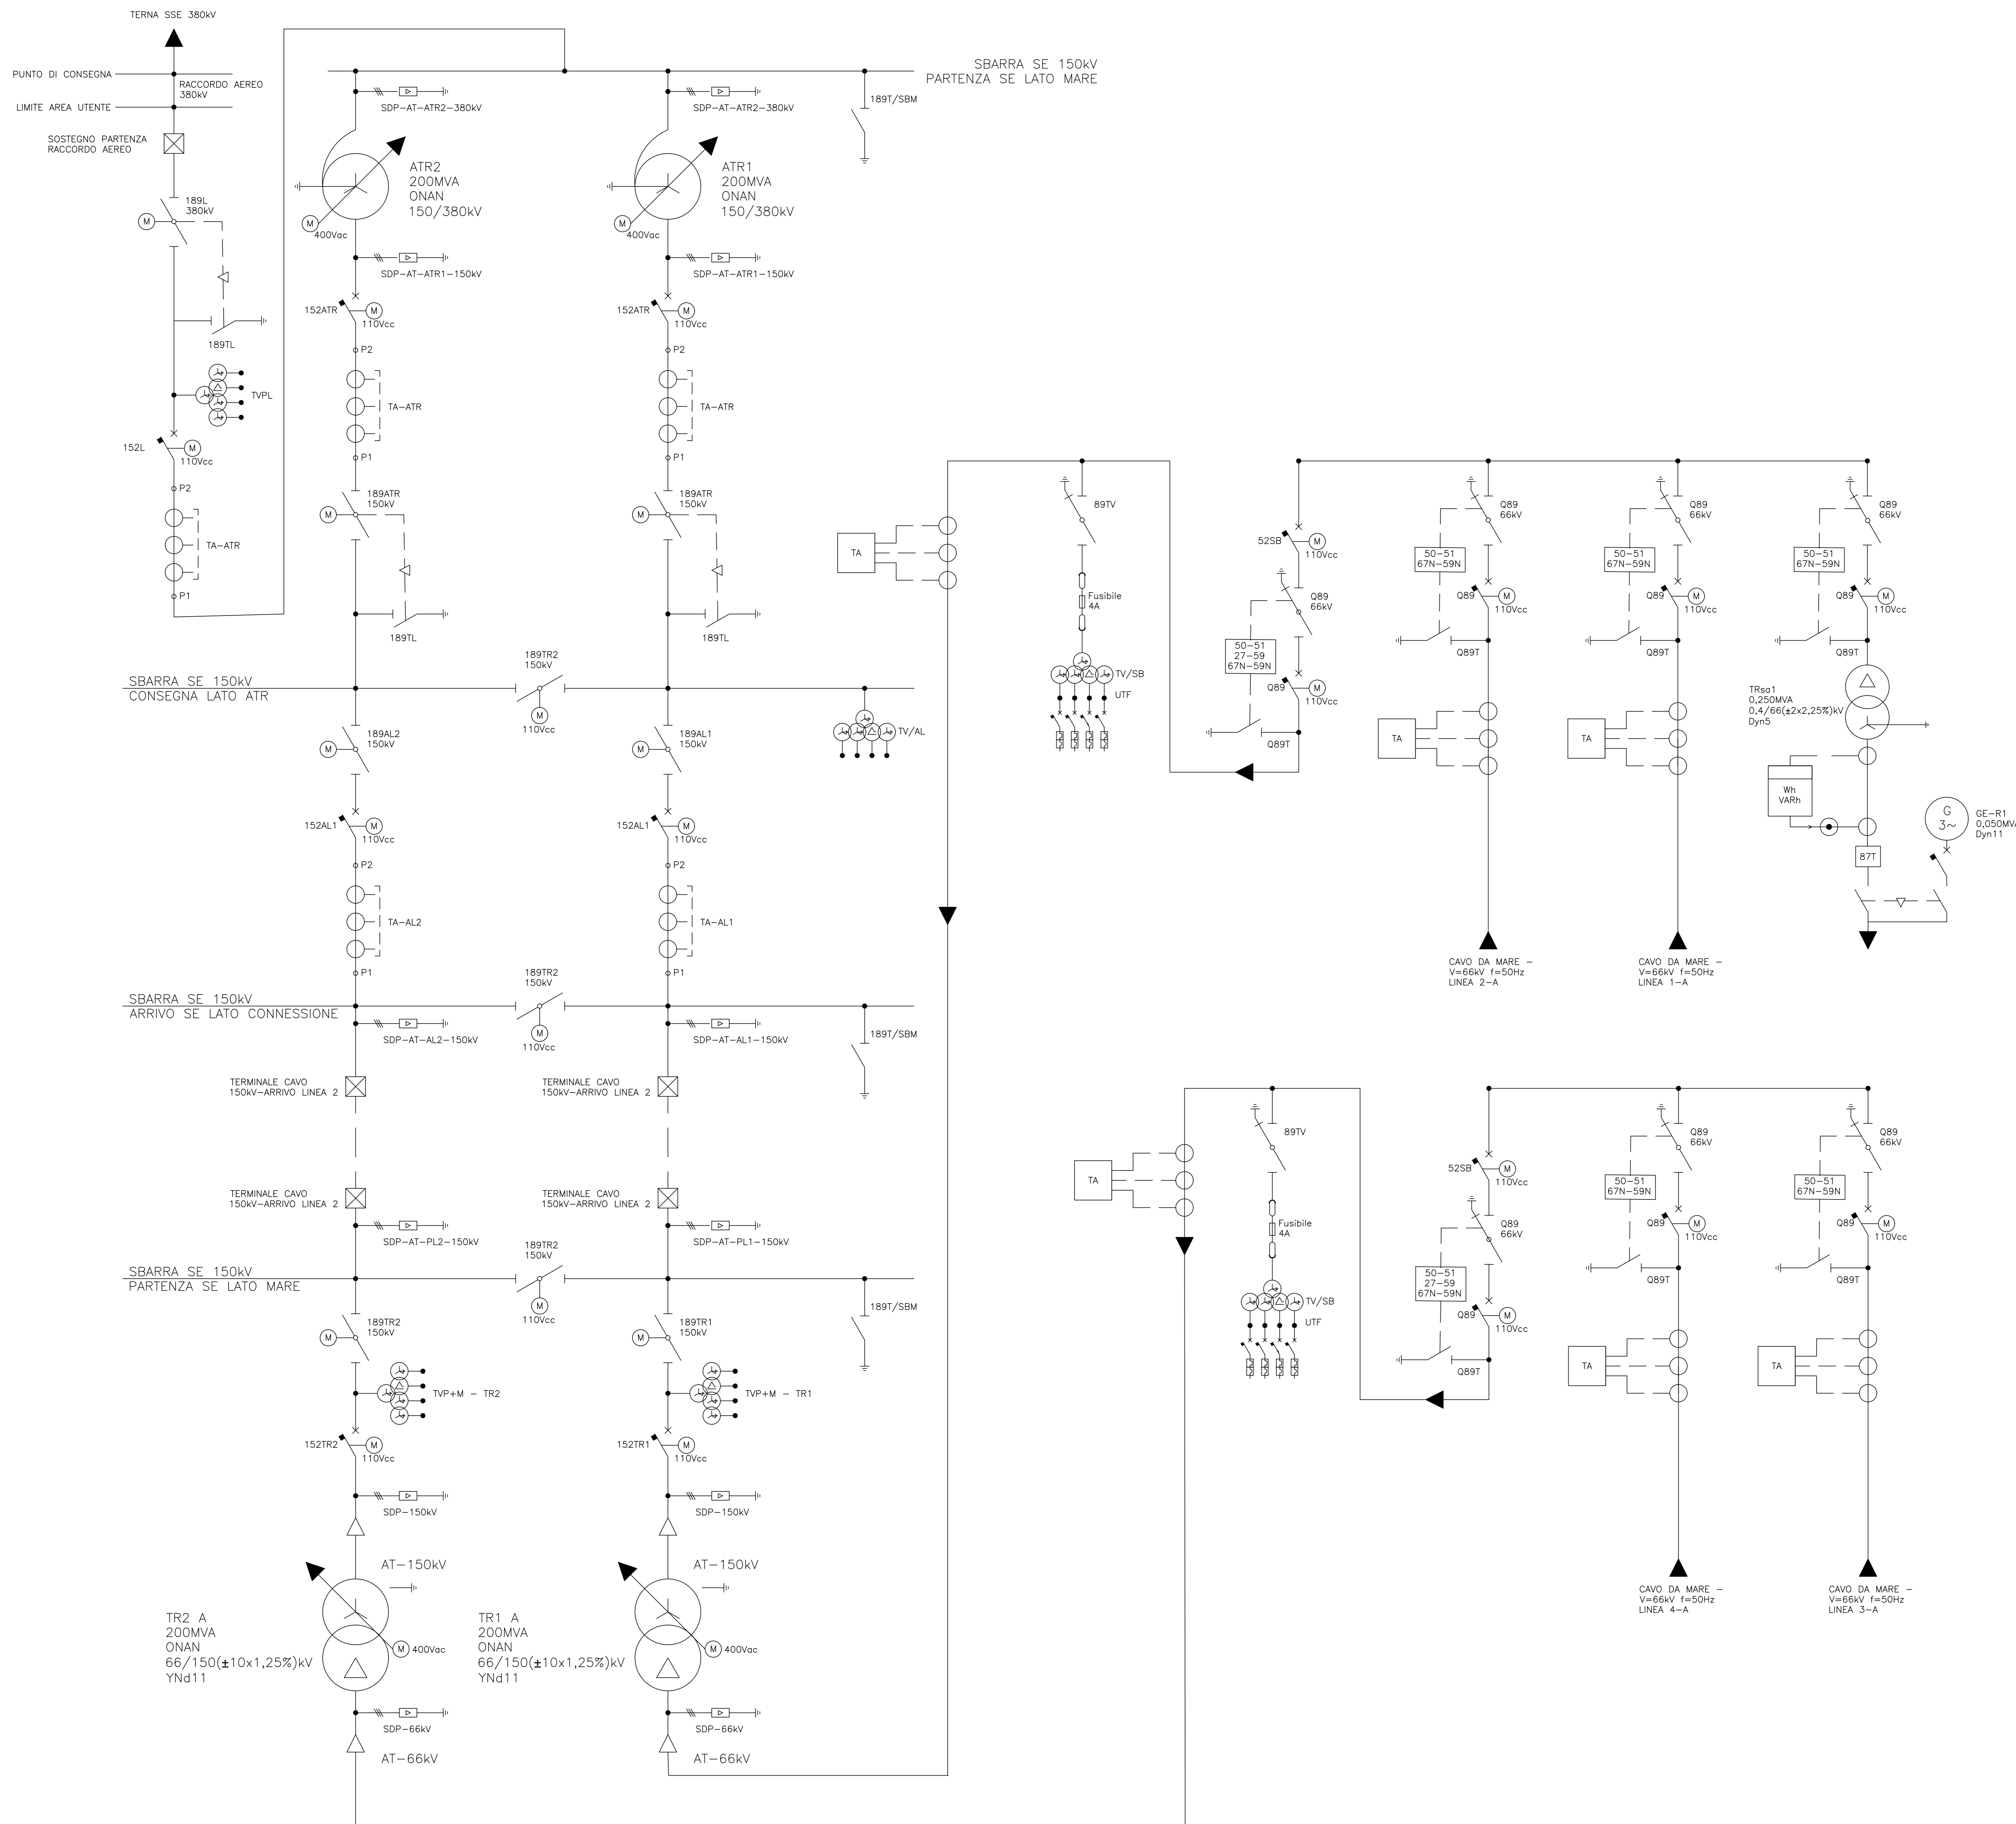 TERNA SSE 380kV
PUNTO DI CONSEGNA
RACCORDO AEREO
380kV
LIMITE AREA UTENTE
SOSTEGNO PARTENZA
RACCORDO AEREO
189L
380kV
M
189TL
TVPL
152L
M
110Vcc
P2
TA-ATR
P1
SBARRA SE 150kV
PARTENZA SE LATO MARE
SDP-AT-ATR2-380kV
SDP-AT-ATR2-380kV
189T/SBM
ATR2
200MVA
ONAN
150/380kV
M
400Vac
ATR1
200MVA
ONAN
150/380kV
M
400Vac
SDP-AT-ATR1-150kV
SDP-AT-ATR1-150kV
152ATR
M
110Vcc
152ATR
M
110Vcc
P2
P2
TA-ATR
TA-ATR
P1
P1
189ATR
150kV
M
189ATR
150kV
M
189TL
189TL
SBARRA SE 150kV
CONSEGNA LATO ATR
189TR2
150kV
M
110Vcc
TV/AL
189AL2
150kV
M
189AL1
150kV
M
152AL1
M
110Vcc
152AL1
M
110Vcc
P2
P2
TA-AL2
TA-AL1
P1
P1
SBARRA SE 150kV
ARRIVO SE LATO CONNESSIONE
189TR2
150kV
M
110Vcc
SDP-AT-AL2-150kV
SDP-AT-AL1-150kV
189T/SBM
TERMINALE CAVO
150kV-ARRIVO LINEA 2
TERMINALE CAVO
150kV-ARRIVO LINEA 2
TERMINALE CAVO
150kV-ARRIVO LINEA 2
TERMINALE CAVO
150kV-ARRIVO LINEA 2
SDP-AT-PL2-150kV
SDP-AT-PL1-150kV
SBARRA SE 150kV
PARTENZA SE LATO MARE
189TR2
150kV
M
110Vcc
189T/SBM
189TR2
150kV
M
189TR1
150kV
M
TVP+M - TR2
TVP+M - TR1
152TR2
M
110Vcc
152TR1
M
110Vcc
SDP-150kV
SDP-150kV
AT-150kV
AT-150kV
TR2 A
200MVA
ONAN
66/150(±10x1,25%)kV
YNd11
M 400Vac
TR1 A
200MVA
ONAN
66/150(±10x1,25%)kV
YNd11
M 400Vac
SDP-66kV
SDP-66kV
AT-66kV
AT-66kV
TA
89TV
Fusibile
4A
TV/SB
UTF
52SB
M
110Vcc
Q89
66kV
50-51
27-59
67N-59N
Q89
M
110Vcc
Q89T
Q89
66kV
50-51
67N-59N
Q89
M
110Vcc
Q89T
TA
CAVO DA MARE -
V=66kV f=50Hz
LINEA 2-A
Q89
66kV
50-51
67N-59N
Q89
M
110Vcc
Q89T
TA
CAVO DA MARE -
V=66kV f=50Hz
LINEA 1-A
Q89
66kV
50-51
67N-59N
Q89
M
110Vcc
Q89T
TRsa1
0,250MVA
0,4/66(±2x2,25%)kV
Dyn5
Wh
VARh
87T
G
3~
GE-R1
0,050MVA
Dyn11
TA
89TV
Fusibile
4A
TV/SB
UTF
52SB
M
110Vcc
Q89
66kV
50-51
27-59
67N-59N
Q89
M
110Vcc
Q89T
Q89
66kV
50-51
67N-59N
Q89
M
110Vcc
Q89T
TA
CAVO DA MARE -
V=66kV f=50Hz
LINEA 4-A
Q89
66kV
50-51
67N-59N
Q89
M
110Vcc
Q89T
TA
CAVO DA MARE -
V=66kV f=50Hz
LINEA 3-A